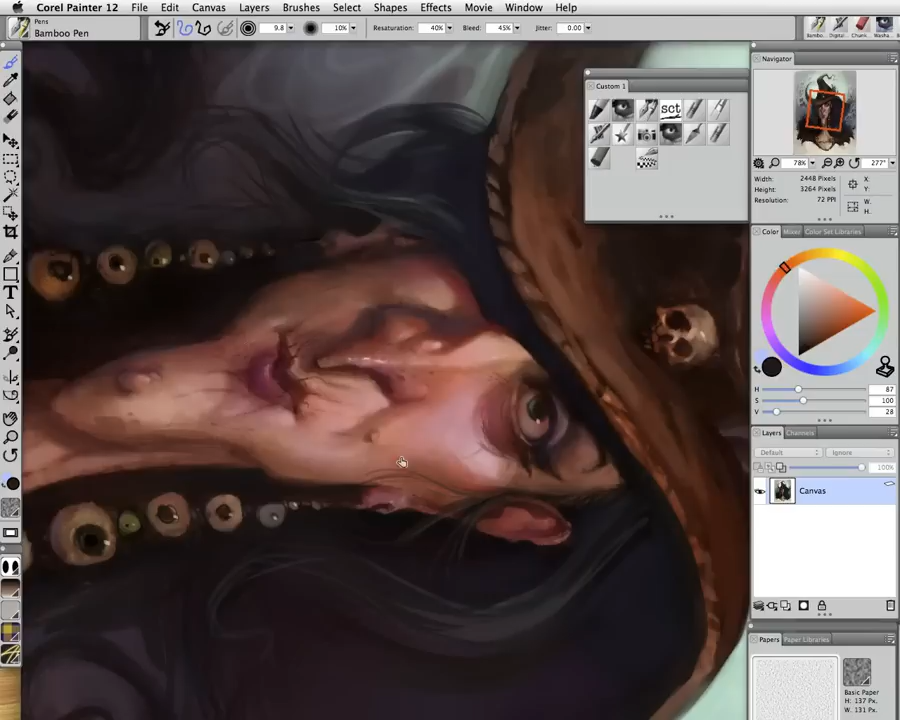 Corel Painter 12 File Edit Canvas Layers Brushes Select Shapes Effects Movie Window Help
Pens
Bamboo Pen
9.8 10% Resaturation: 40% Bleed: 45% Jitter: 0.00
Custom 1
sct
Navigator
78% 277°
Width: 2448 Pixels X:
Height: 3264 Pixels Y:
Resolution: 72 PPI W.
H.
Color Mixer Color Set Libraries
H 87
S 100
V 28
Layers Channels
Default Ignore
100%
Canvas
Papers Paper Libraries
Basic Paper
H: 137 Px.
W: 131 Px.
T